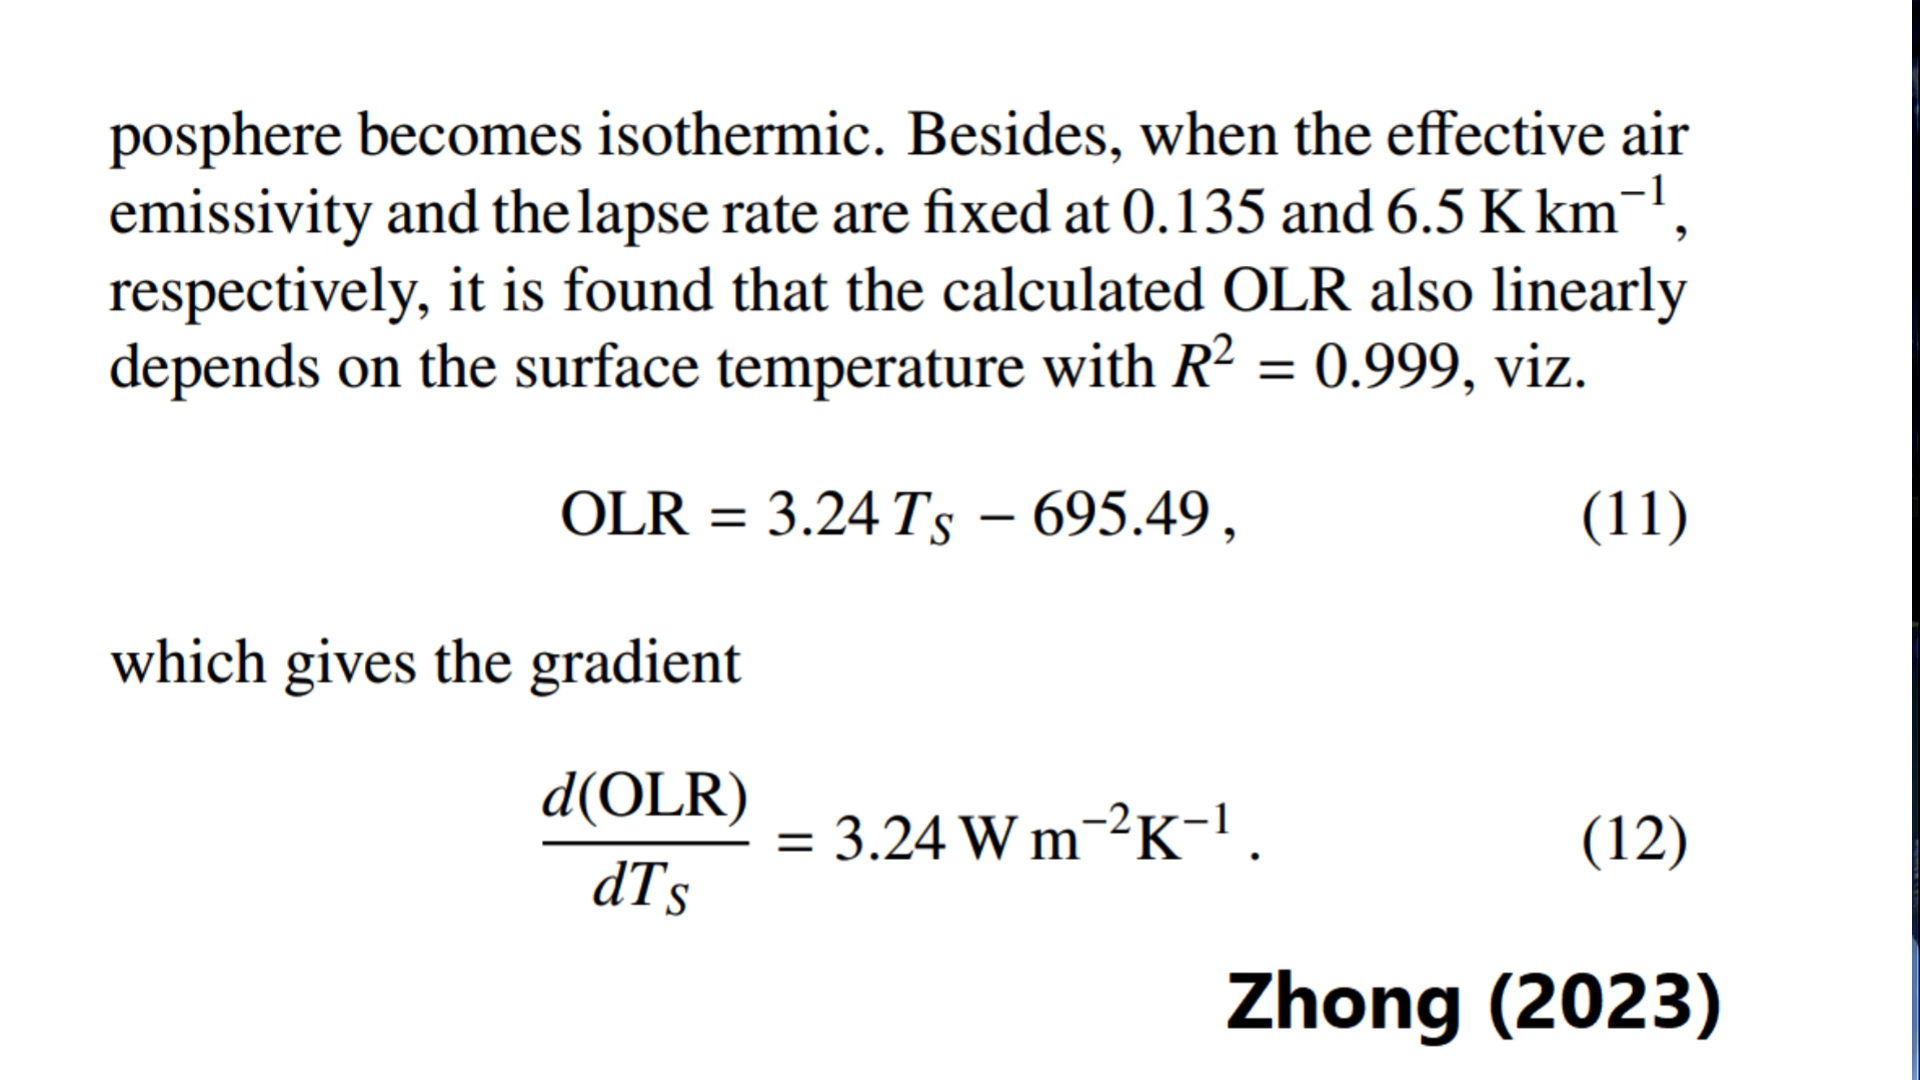 posphere becomes isothermic. Besides, when the effective air
emissivity and the lapse rate are fixed at 0.135 and 6.5 K km⁻¹,
respectively, it is found that the calculated OLR also linearly
depends on the surface temperature with R² = 0.999, viz.
OLR = 3.24 T_S − 695.49 , (11)
which gives the gradient
d(OLR)/dT_S = 3.24 W m⁻²K⁻¹ . (12)
Zhong (2023)